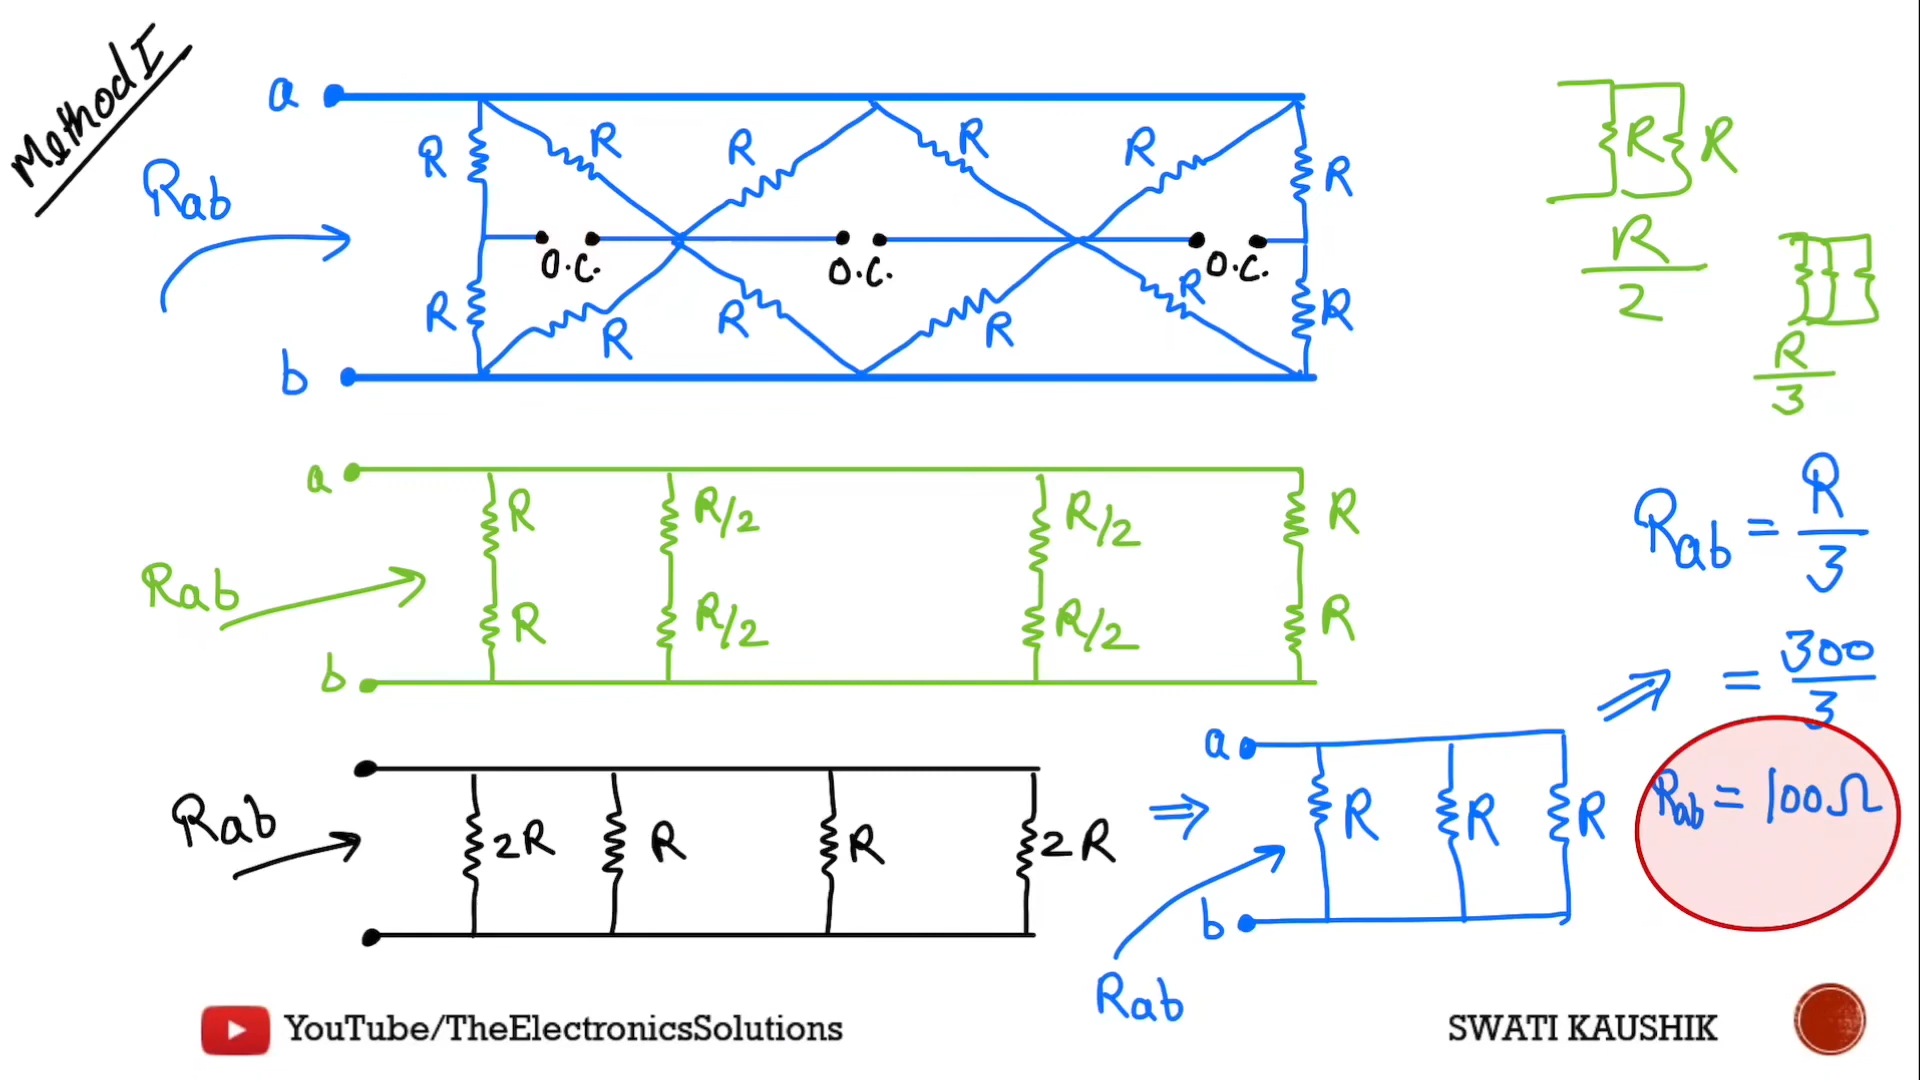 Method I
a
Rab
R R R R R R
O.C. O.C. O.C.
R R R R R R
b
R R
R/2
R/3
a
R R/2 R/2 R
Rab
R R/2 R/2 R
b
Rab = R/3
= 300/3
Rab = 100Ω
Rab
2R R R 2R
⇒
a
R R R
b
Rab
YouTube/TheElectronicsSolutions
SWATI KAUSHIK